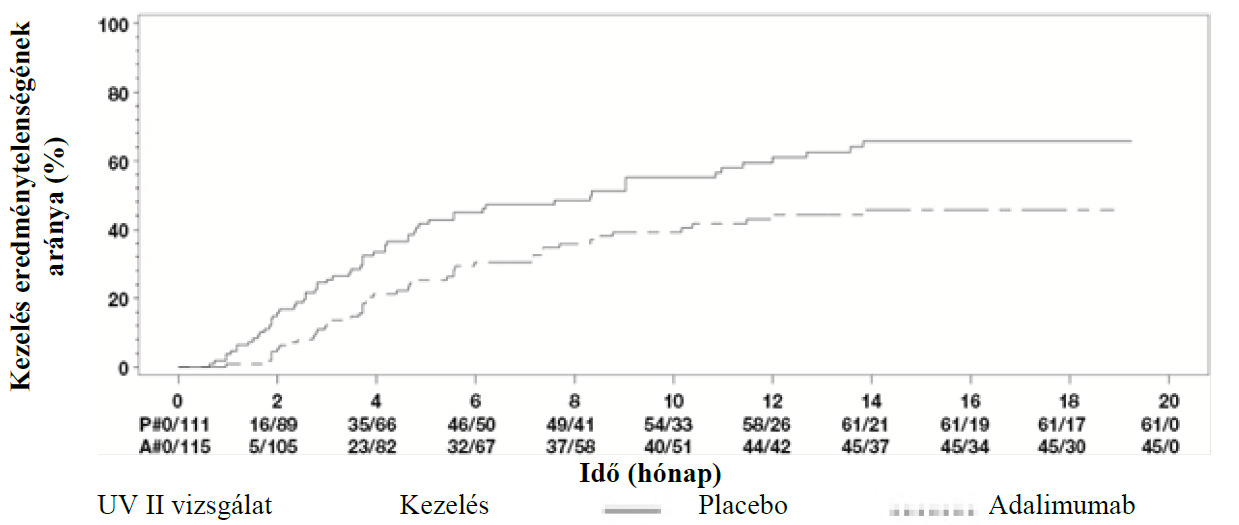 Kezelés eredménytelenségének
aránya (%)
100
80
60
40
20
0
0 2 4 6 8 10 12 14 16 18 20
P#0/111 16/89 35/66 46/50 49/41 54/33 58/26 61/21 61/19 61/17 61/0
A#0/115 5/105 23/82 32/67 37/58 40/51 44/42 45/37 45/34 45/30 45/0
Idő (hónap)
UV II vizsgálat Kezelés Placebo Adalimumab